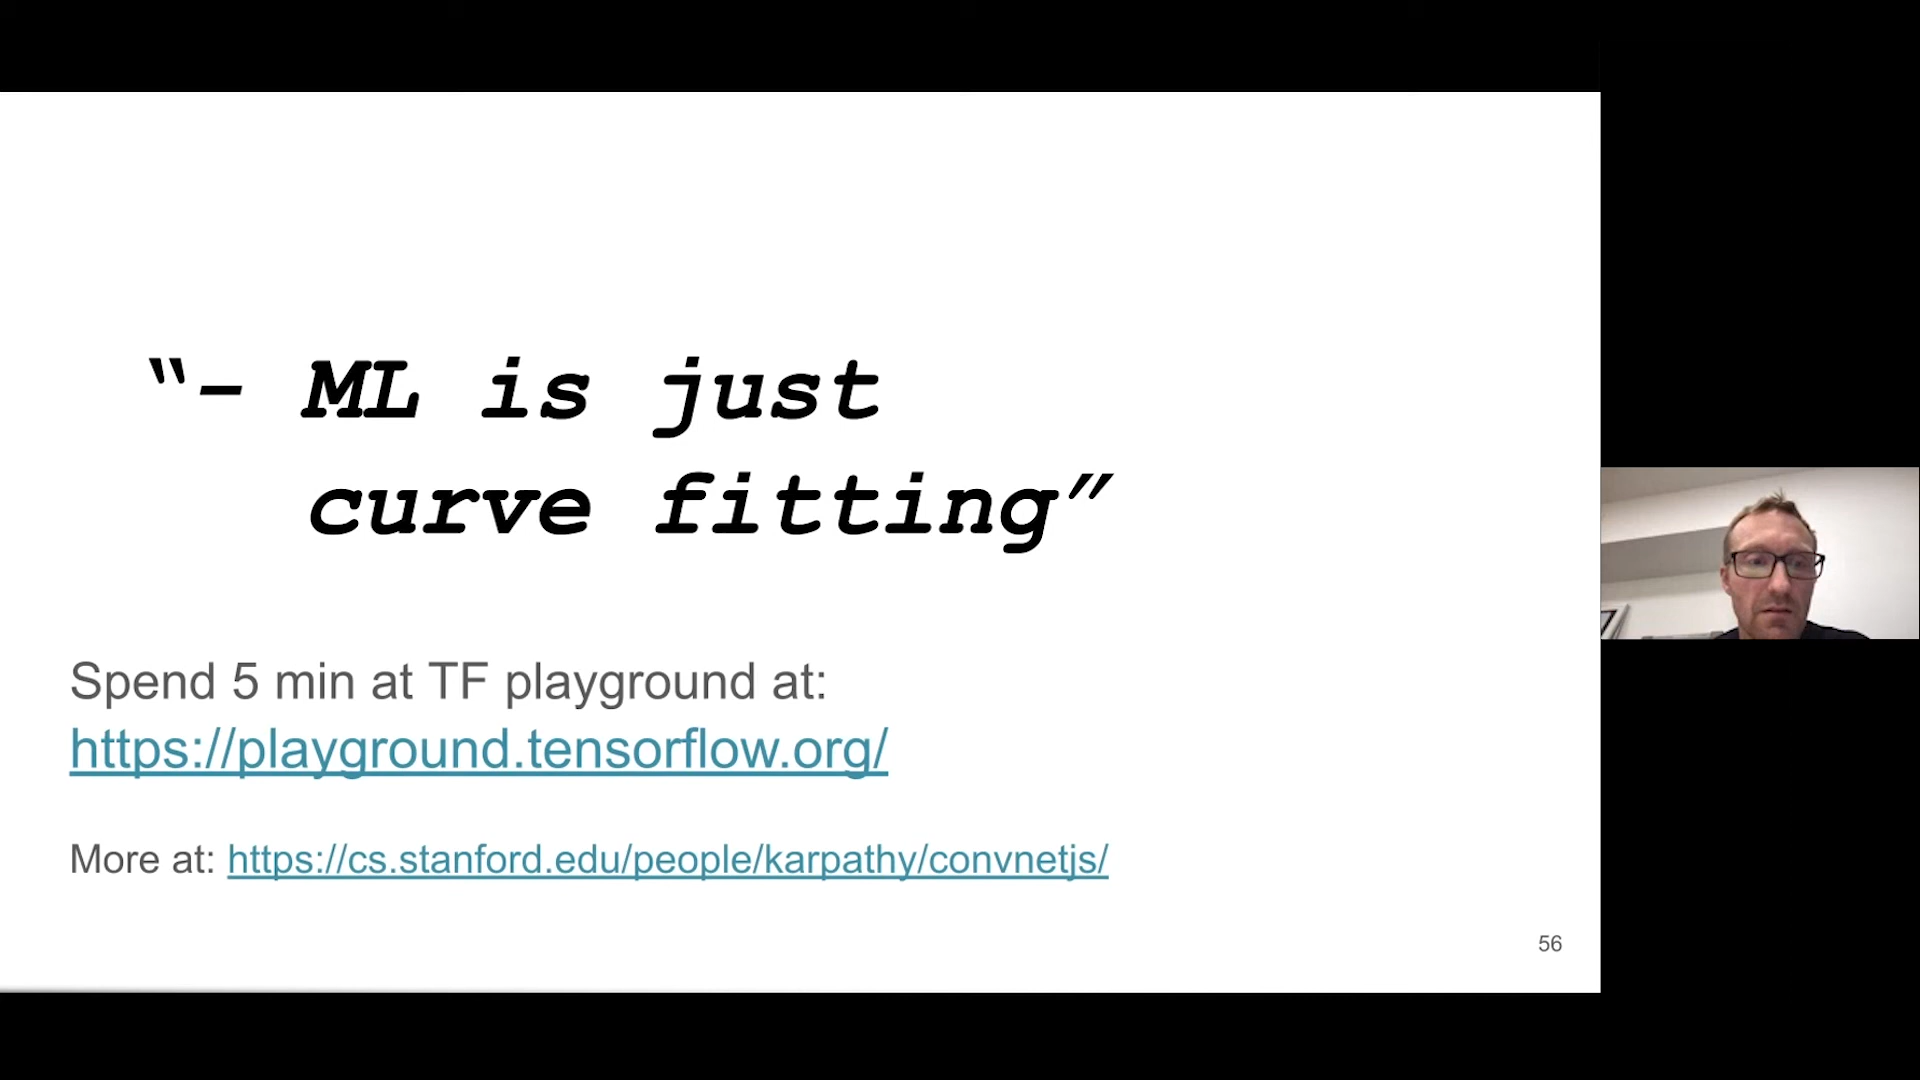 “- ML is just
curve fitting”
Spend 5 min at TF playground at:
https://playground.tensorflow.org/
More at: https://cs.stanford.edu/people/karpathy/convnetjs/
56